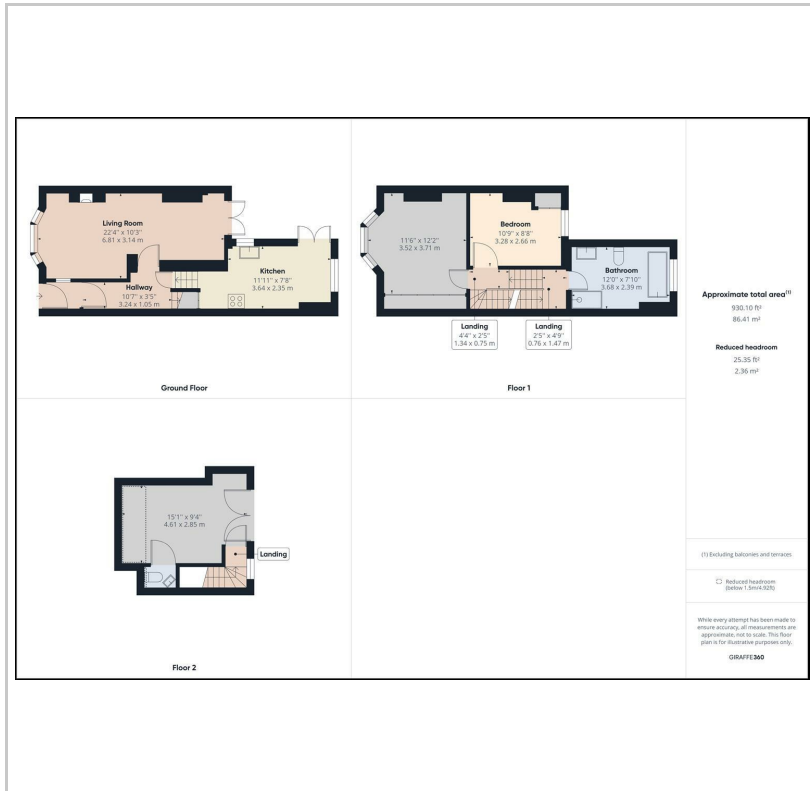 Living Room
22'4" x 10'3"
6.81 x 3.14 m
Kitchen
11'11" x 7'8"
3.64 x 2.35 m
Hallway
10'7" x 3'5"
3.24 x 1.05 m
Ground Floor
11'6" x 12'2"
3.52 x 3.71 m
Bedroom
10'9" x 8'8"
3.28 x 2.66 m
Bathroom
12'0" x 7'10"
3.68 x 2.39 m
Landing
4'4" x 2'5"
1.34 x 0.75 m
Landing
2'5" x 4'9"
0.76 x 1.47 m
Floor 1
15'1" x 9'4"
4.61 x 2.85 m
Landing
Floor 2
Approximate total area(1)
930.10 ft²
86.41 m²
Reduced headroom
25.35 ft²
2.36 m²
(1) Excluding balconies and terraces
Reduced headroom
(below 1.5m/4.92ft)
While every attempt has been made to
ensure accuracy, all measurements are
approximate, not to scale. This floor
plan is for illustrative purposes only.
GIRAFFE360